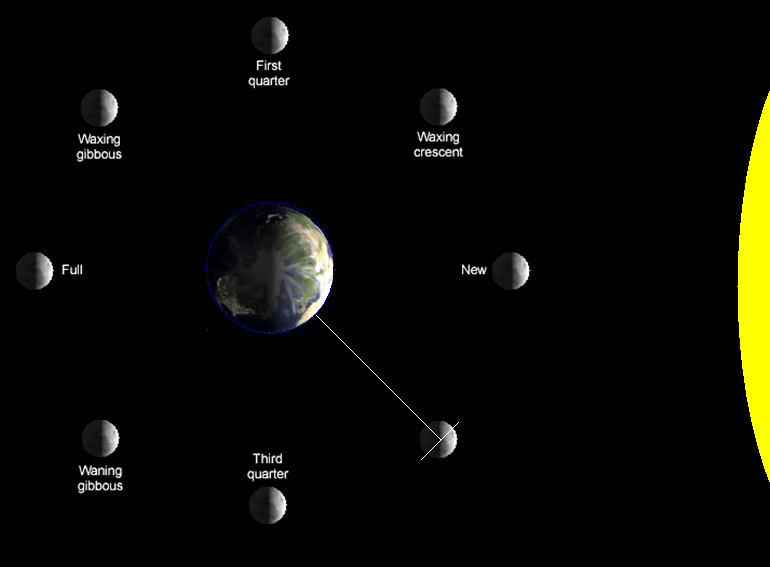 First
quarter
Waxing
gibbous
Waxing
crescent
Full
New
Waning
gibbous
Third
quarter